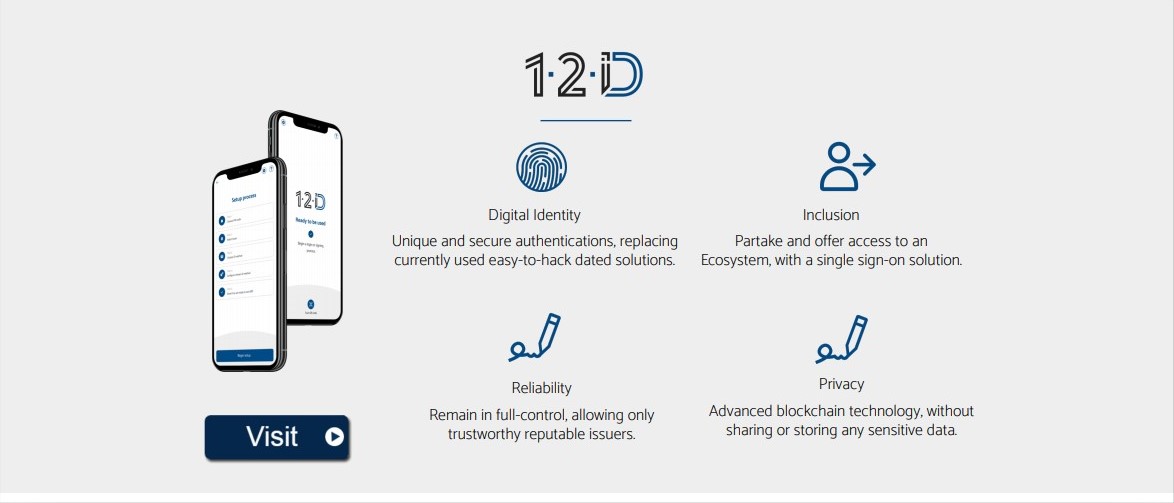 1·2·iD
Setup process
1·2·iD
Ready to be used
Digital Identity
Unique and secure authentications, replacing
currently used easy-to-hack dated solutions.
Inclusion
Partake and offer access to an
Ecosystem, with a single sign-on solution.
Reliability
Remain in full-control, allowing only
trustworthy reputable issuers.
Privacy
Advanced blockchain technology, without
sharing or storing any sensitive data.
Visit